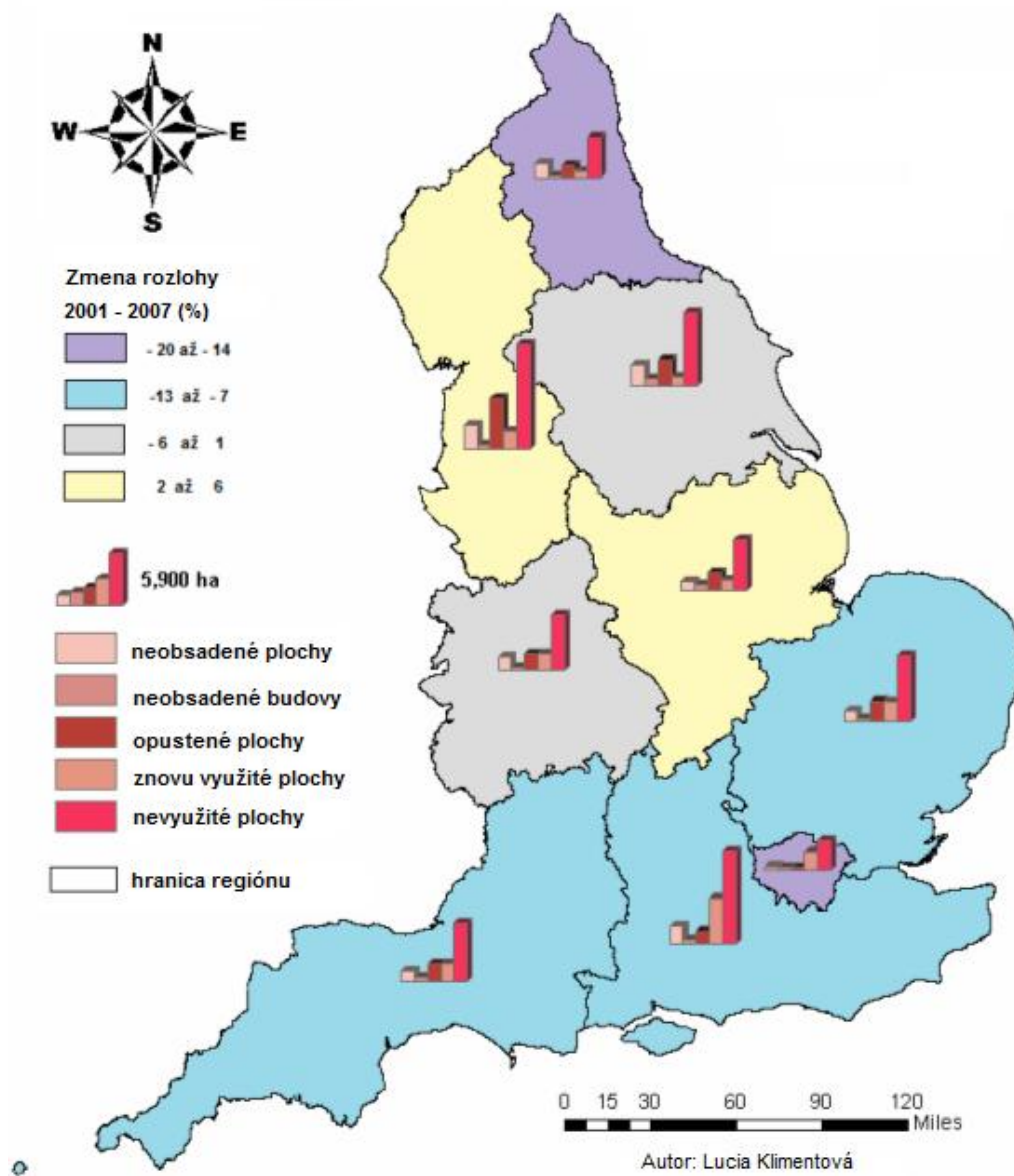 N
W E
S
Zmena rozlohy
2001 - 2007 (%)
- 20 až - 14
-13 až - 7
- 6 až 1
2 až 6
5,900 ha
neobsadené plochy
neobsadené budovy
opustené plochy
znovu využité plochy
nevyužité plochy
hranica regiónu
0 15 30 60 90 120
Miles
Autor: Lucia Klimentová